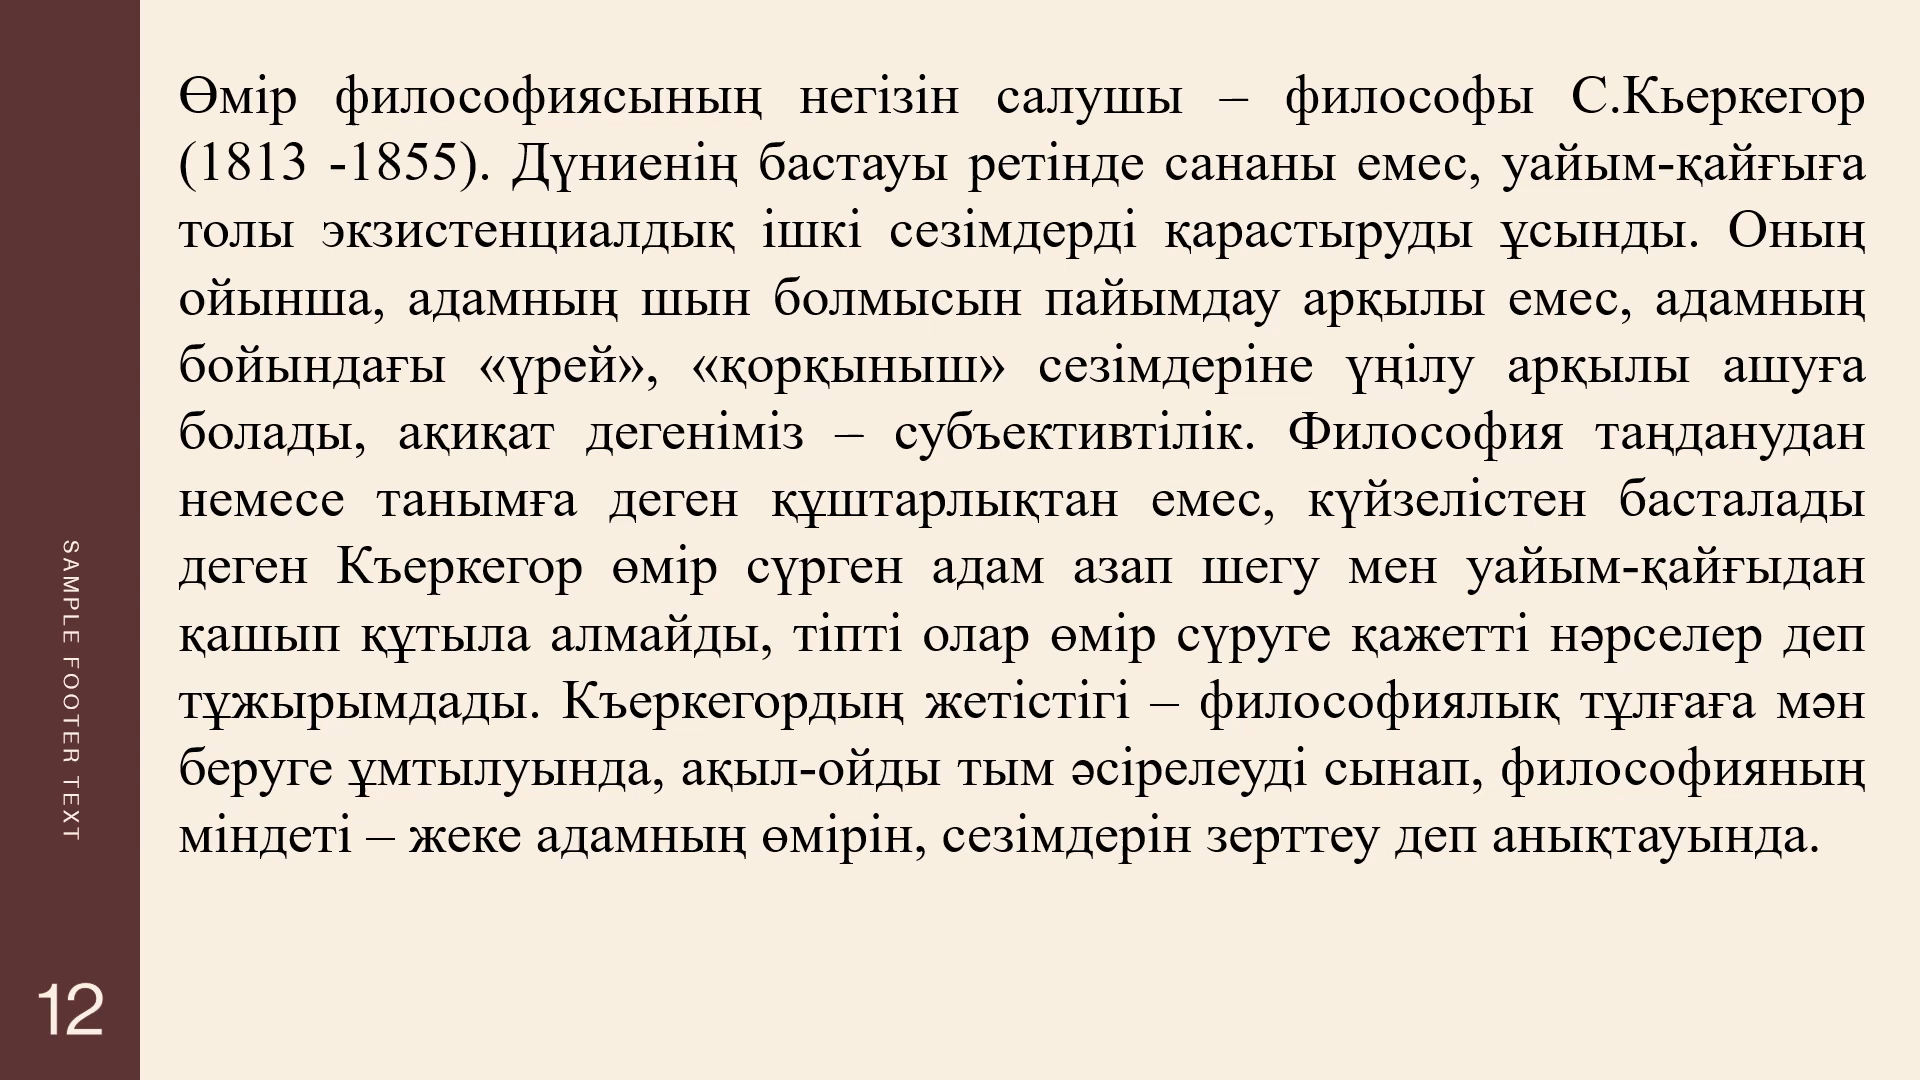 Өмір философиясының негізін салушы – философы С.Кьеркегор
(1813 -1855). Дүниенің бастауы ретінде сананы емес, уайым-қайғыға
толы экзистенциалдық ішкі сезімдерді қарастыруды ұсынды. Оның
ойынша, адамның шын болмысын пайымдау арқылы емес, адамның
бойындағы «үрей», «қорқыныш» сезімдеріне үңілу арқылы ашуға
болады, ақиқат дегеніміз – субъективтілік. Философия таңданудан
немесе танымға деген құштарлықтан емес, күйзелістен басталады
деген Къеркегор өмір сүрген адам азап шегу мен уайым-қайғыдан
қашып құтыла алмайды, тіпті олар өмір сүруге қажетті нәрселер деп
тұжырымдады. Къеркегордың жетістігі – философиялық тұлғаға мән
беруге ұмтылуында, ақыл-ойды тым әсірелеуді сынап, философияның
міндеті – жеке адамның өмірін, сезімдерін зерттеу деп анықтауында.
SAMPLE FOOTER TEXT
12